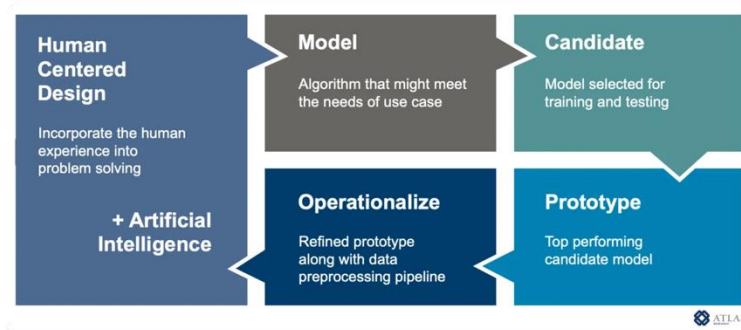 Human
Centered
Design
Incorporate the human
experience into
problem solving
+ Artificial
Intelligence
Model
Algorithm that might meet
the needs of use case
Candidate
Model selected for
training and testing
Operationalize
Refined prototype
along with data
preprocessing pipeline
Prototype
Top performing
candidate model
ATLA